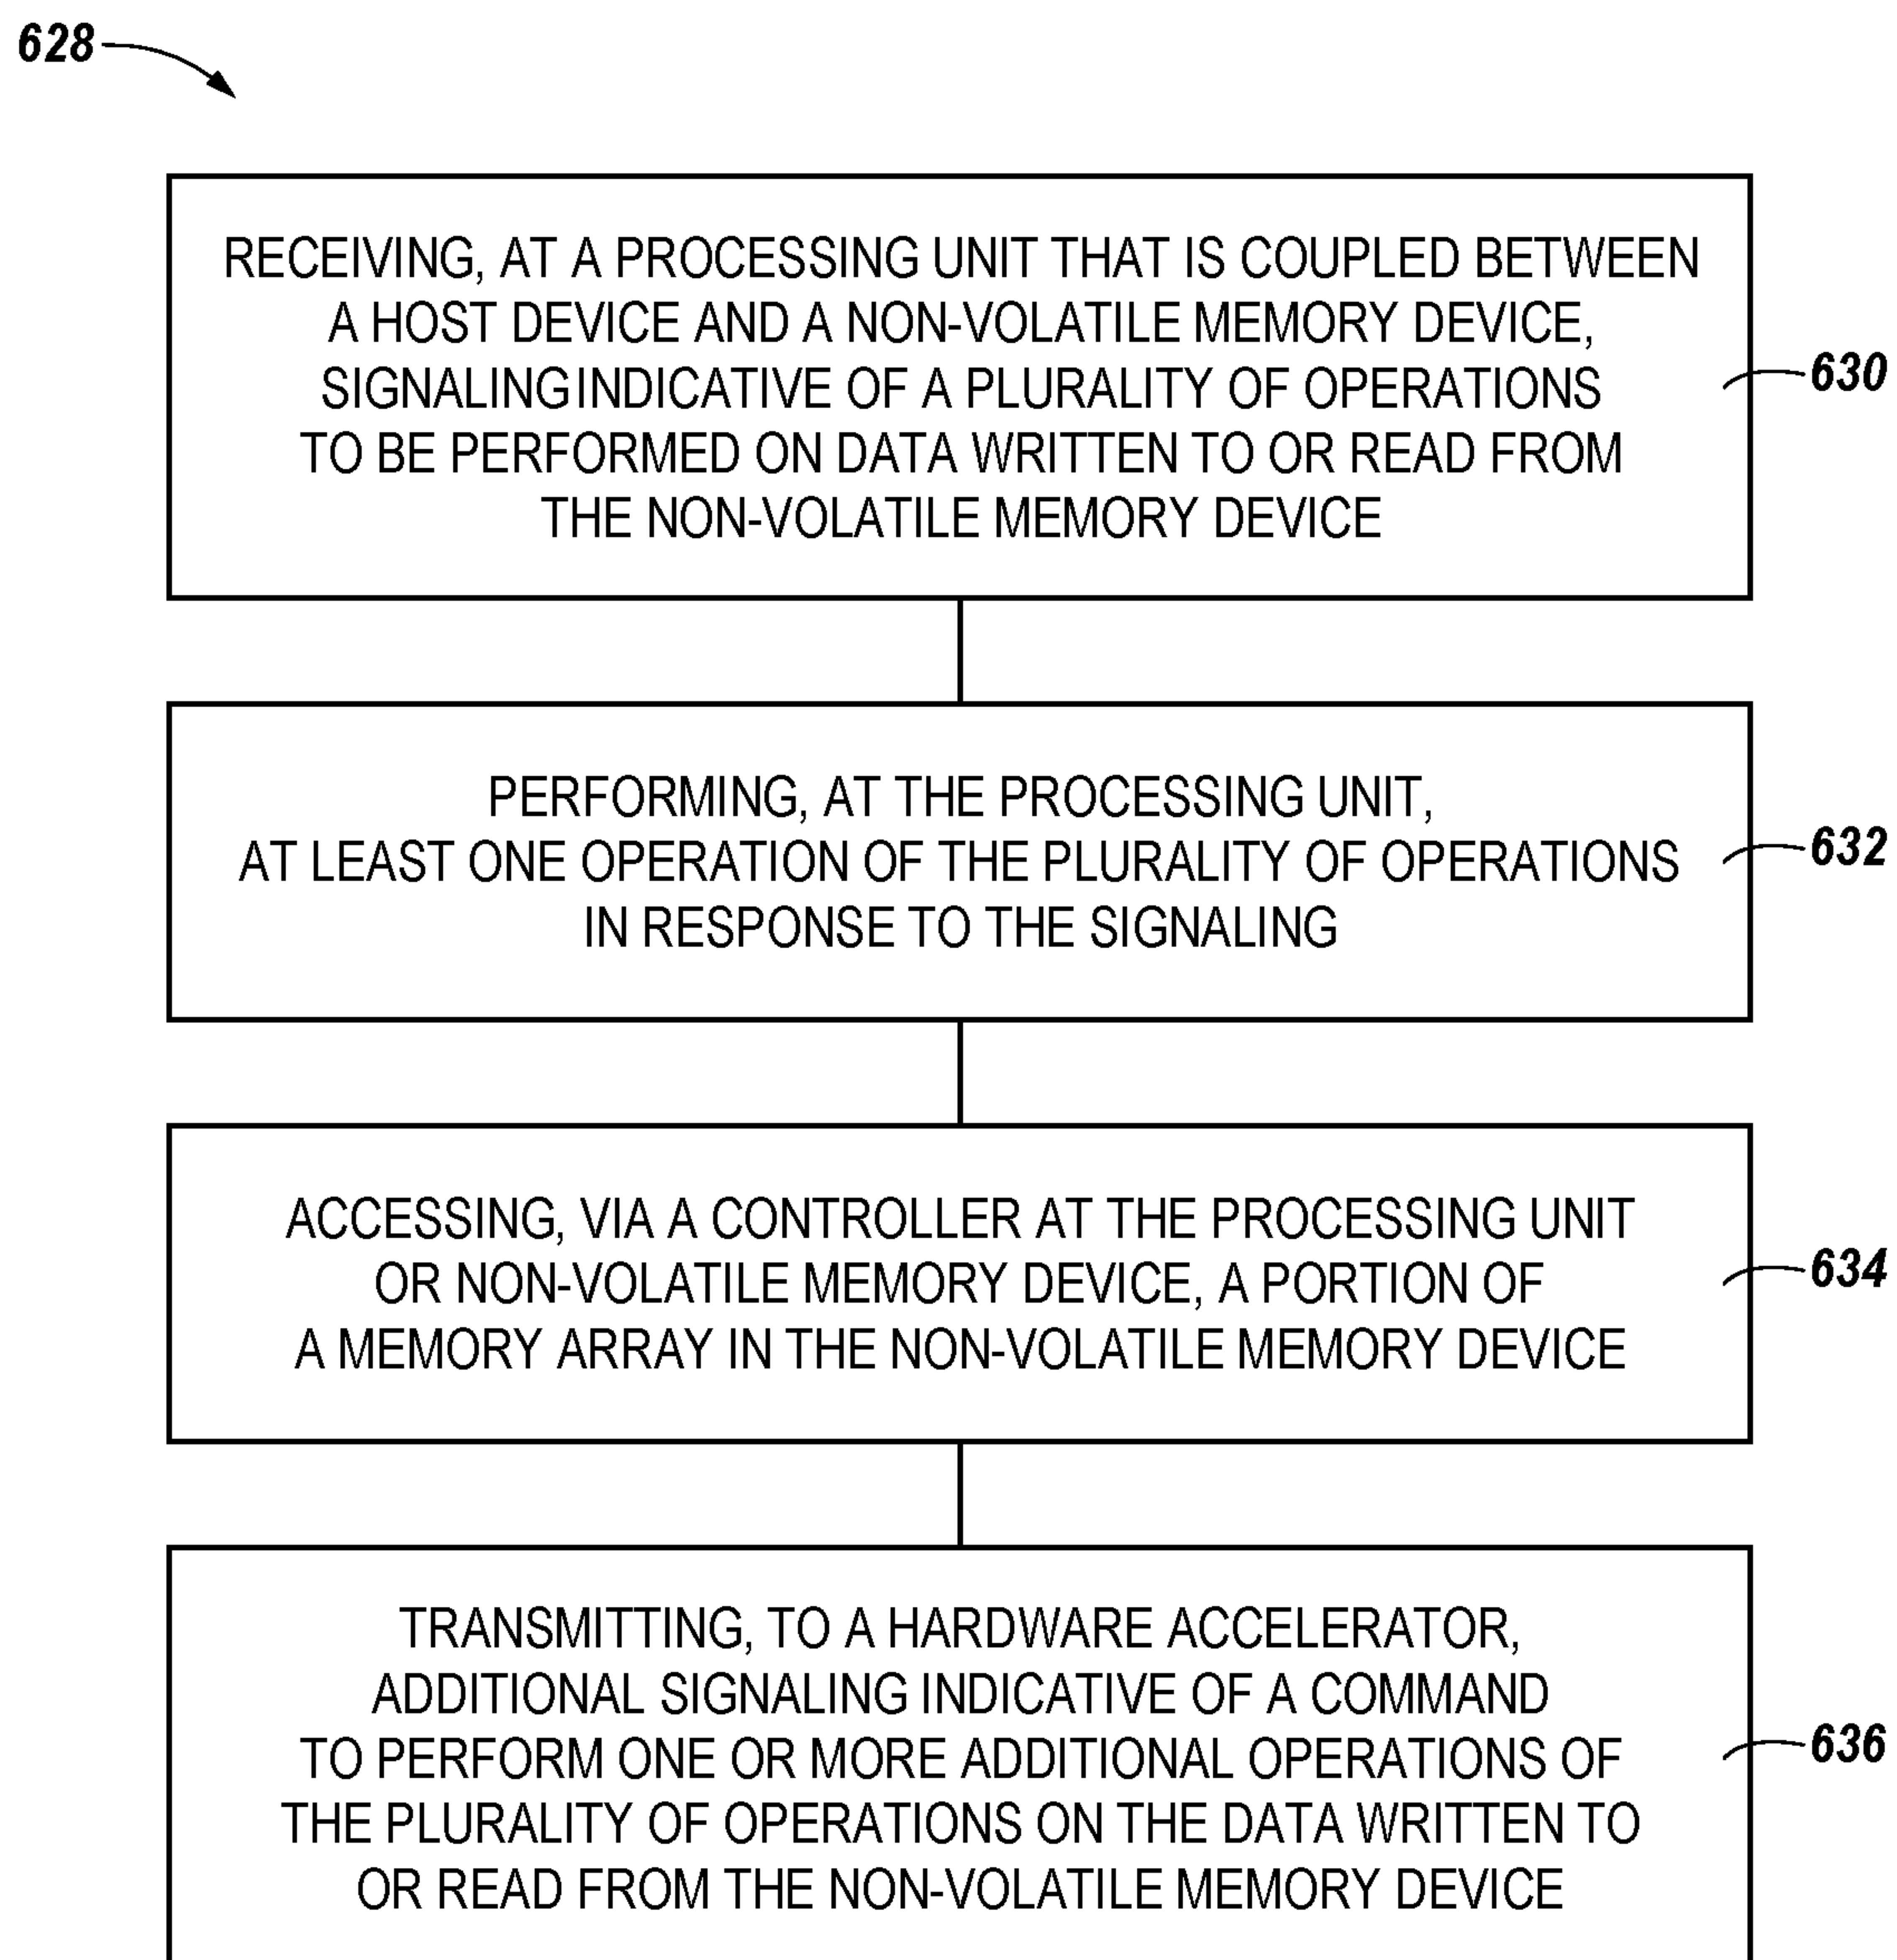 628
RECEIVING, AT A PROCESSING UNIT THAT IS COUPLED BETWEEN
A HOST DEVICE AND A NON-VOLATILE MEMORY DEVICE,
SIGNALING INDICATIVE OF A PLURALITY OF OPERATIONS
TO BE PERFORMED ON DATA WRITTEN TO OR READ FROM
THE NON-VOLATILE MEMORY DEVICE
630
PERFORMING, AT THE PROCESSING UNIT,
AT LEAST ONE OPERATION OF THE PLURALITY OF OPERATIONS
IN RESPONSE TO THE SIGNALING
632
ACCESSING, VIA A CONTROLLER AT THE PROCESSING UNIT
OR NON-VOLATILE MEMORY DEVICE, A PORTION OF
A MEMORY ARRAY IN THE NON-VOLATILE MEMORY DEVICE
634
TRANSMITTING, TO A HARDWARE ACCELERATOR,
ADDITIONAL SIGNALING INDICATIVE OF A COMMAND
TO PERFORM ONE OR MORE ADDITIONAL OPERATIONS OF
THE PLURALITY OF OPERATIONS ON THE DATA WRITTEN TO
OR READ FROM THE NON-VOLATILE MEMORY DEVICE
636